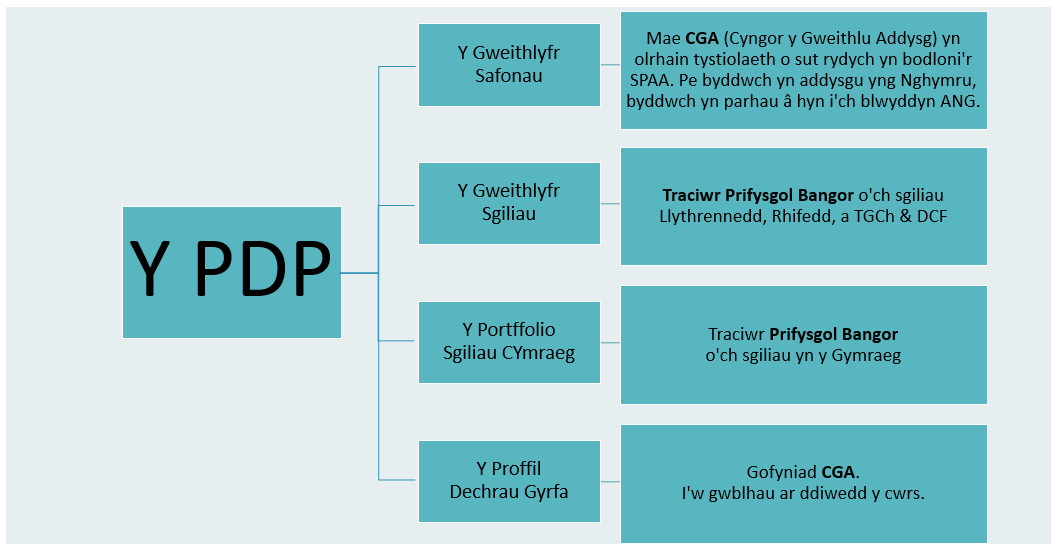 Y PDP
Y Gweithlyfr
Safonau
Mae CGA (Cyngor y Gweithlu Addysg) yn
olrhain tystiolaeth o sut rydych yn bodloni'r
SPAA. Pe byddwch yn addysgu yng Nghymru,
byddwch yn parhau â hyn i'ch blwyddyn ANG.
Y Gweithlyfr
Sgiliau
Traciwr Prifysgol Bangor o'ch sgiliau
Llythrennedd, Rhifedd, a TGCh & DCF
Y Portffolio
Sgiliau CYmraeg
Traciwr Prifysgol Bangor
o'ch sgiliau yn y Gymraeg
Y Proffil
Dechrau Gyrfa
Gofyniad CGA.
I'w gwblhau ar ddiwedd y cwrs.